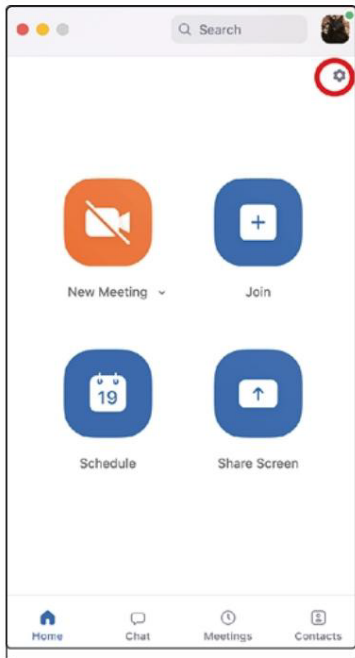 Search
New Meeting
Join
19
Schedule
Share Screen
Home
Chat
Meetings
Contacts